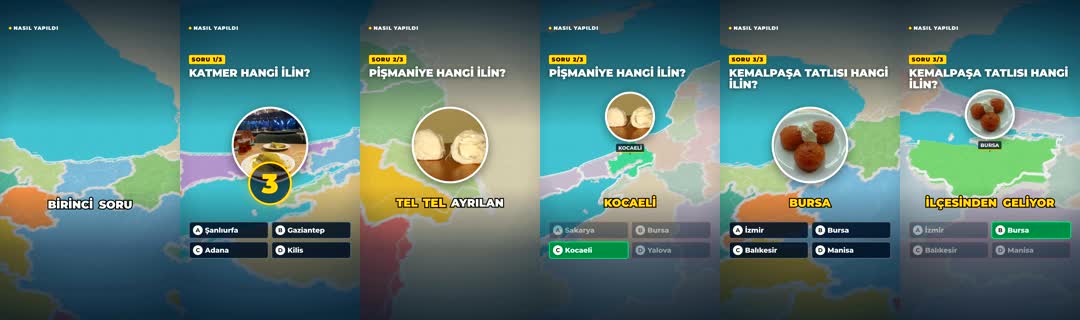 NASIL YAPILDI
BİRİNCİ SORU
NASIL YAPILDI
SORU 1/3
KATMER HANGİ İLİN?
3
A Şanlıurfa
B Gaziantep
C Adana
D Kilis
NASIL YAPILDI
SORU 2/3
PİŞMANİYE HANGİ İLİN?
TEL TEL AYRILAN
NASIL YAPILDI
SORU 2/3
PİŞMANİYE HANGİ İLİN?
KOCAELİ
KOCAELİ
A Sakarya
B Bursa
C Kocaeli
D Yalova
NASIL YAPILDI
SORU 3/3
KEMALPAŞA TATLISI HANGİ
İLİN?
BURSA
A İzmir
B Bursa
C Balıkesir
D Manisa
NASIL YAPILDI
SORU 3/3
KEMALPAŞA TATLISI HANGİ
İLİN?
BURSA
İLÇESİNDEN GELİYOR
A İzmir
B Bursa
C Balıkesir
D Manisa